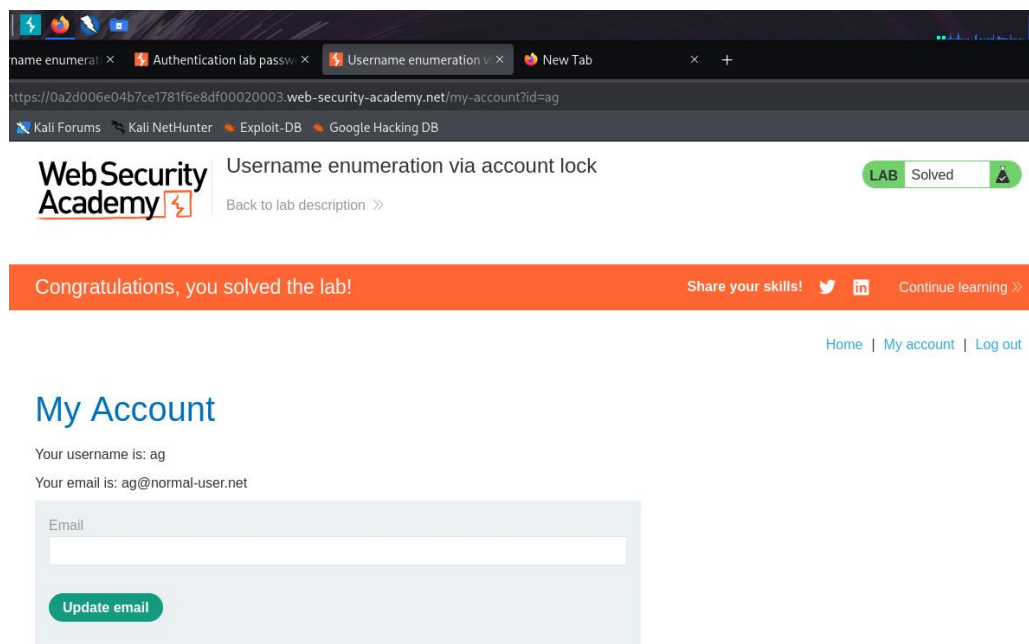 Authentication lab passw
Username enumeration v
New Tab
https://0a2d006e04b7ce1781f6e8df00020003.web-security-academy.net/my-account?id=ag
Kali Forums Kali NetHunter Exploit-DB Google Hacking DB
Web Security
Academy
Username enumeration via account lock
Back to lab description
LAB Solved
Congratulations, you solved the lab!
Share your skills!
Continue learning
Home | My account | Log out
My Account
Your username is: ag
Your email is: ag@normal-user.net
Email
Update email